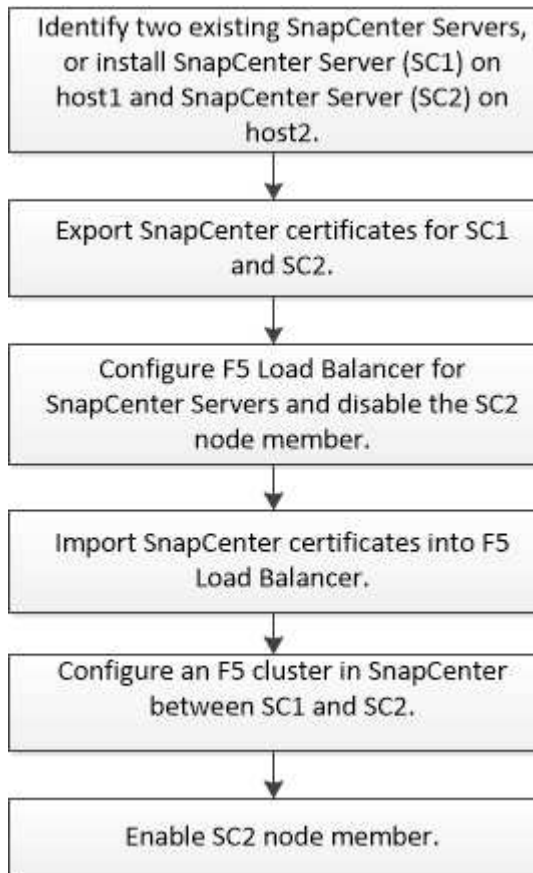 Identify two existing SnapCenter Servers,
or install SnapCenter Server (SC1) on
host1 and SnapCenter Server (SC2) on
host2.
Export SnapCenter certificates for SC1
and SC2.
Configure F5 Load Balancer for
SnapCenter Servers and disable the SC2
node member.
Import SnapCenter certificates into F5
Load Balancer.
Configure an F5 cluster in SnapCenter
between SC1 and SC2.
Enable SC2 node member.